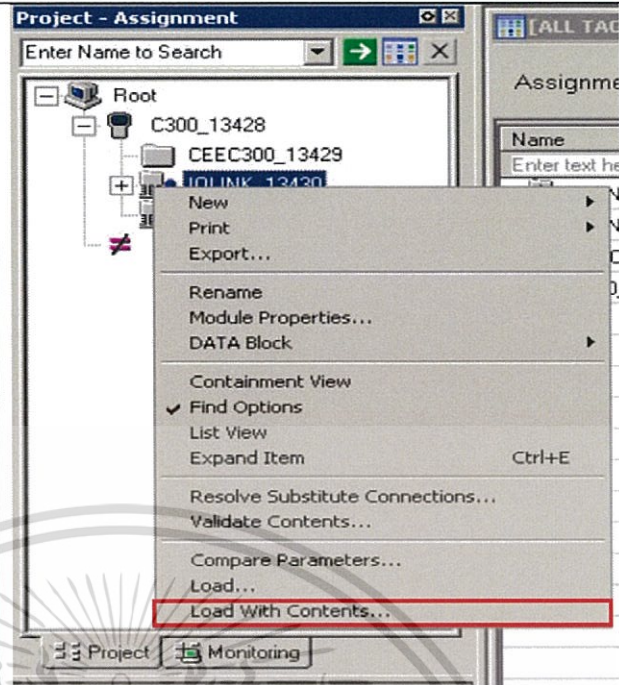 Project - Assignment
Enter Name to Search
Root
C300_13428
CEEC300_13429
IOLINK_13430
New
Print
Export...
Rename
Module Properties...
DATA Block
Containment View
Find Options
List View
Expand Item Ctrl+E
Resolve Substitute Connections...
Validate Contents...
Compare Parameters...
Load...
Load With Contents...
Project
Monitoring
[ALL TAG
Assignme
Name
Enter text he